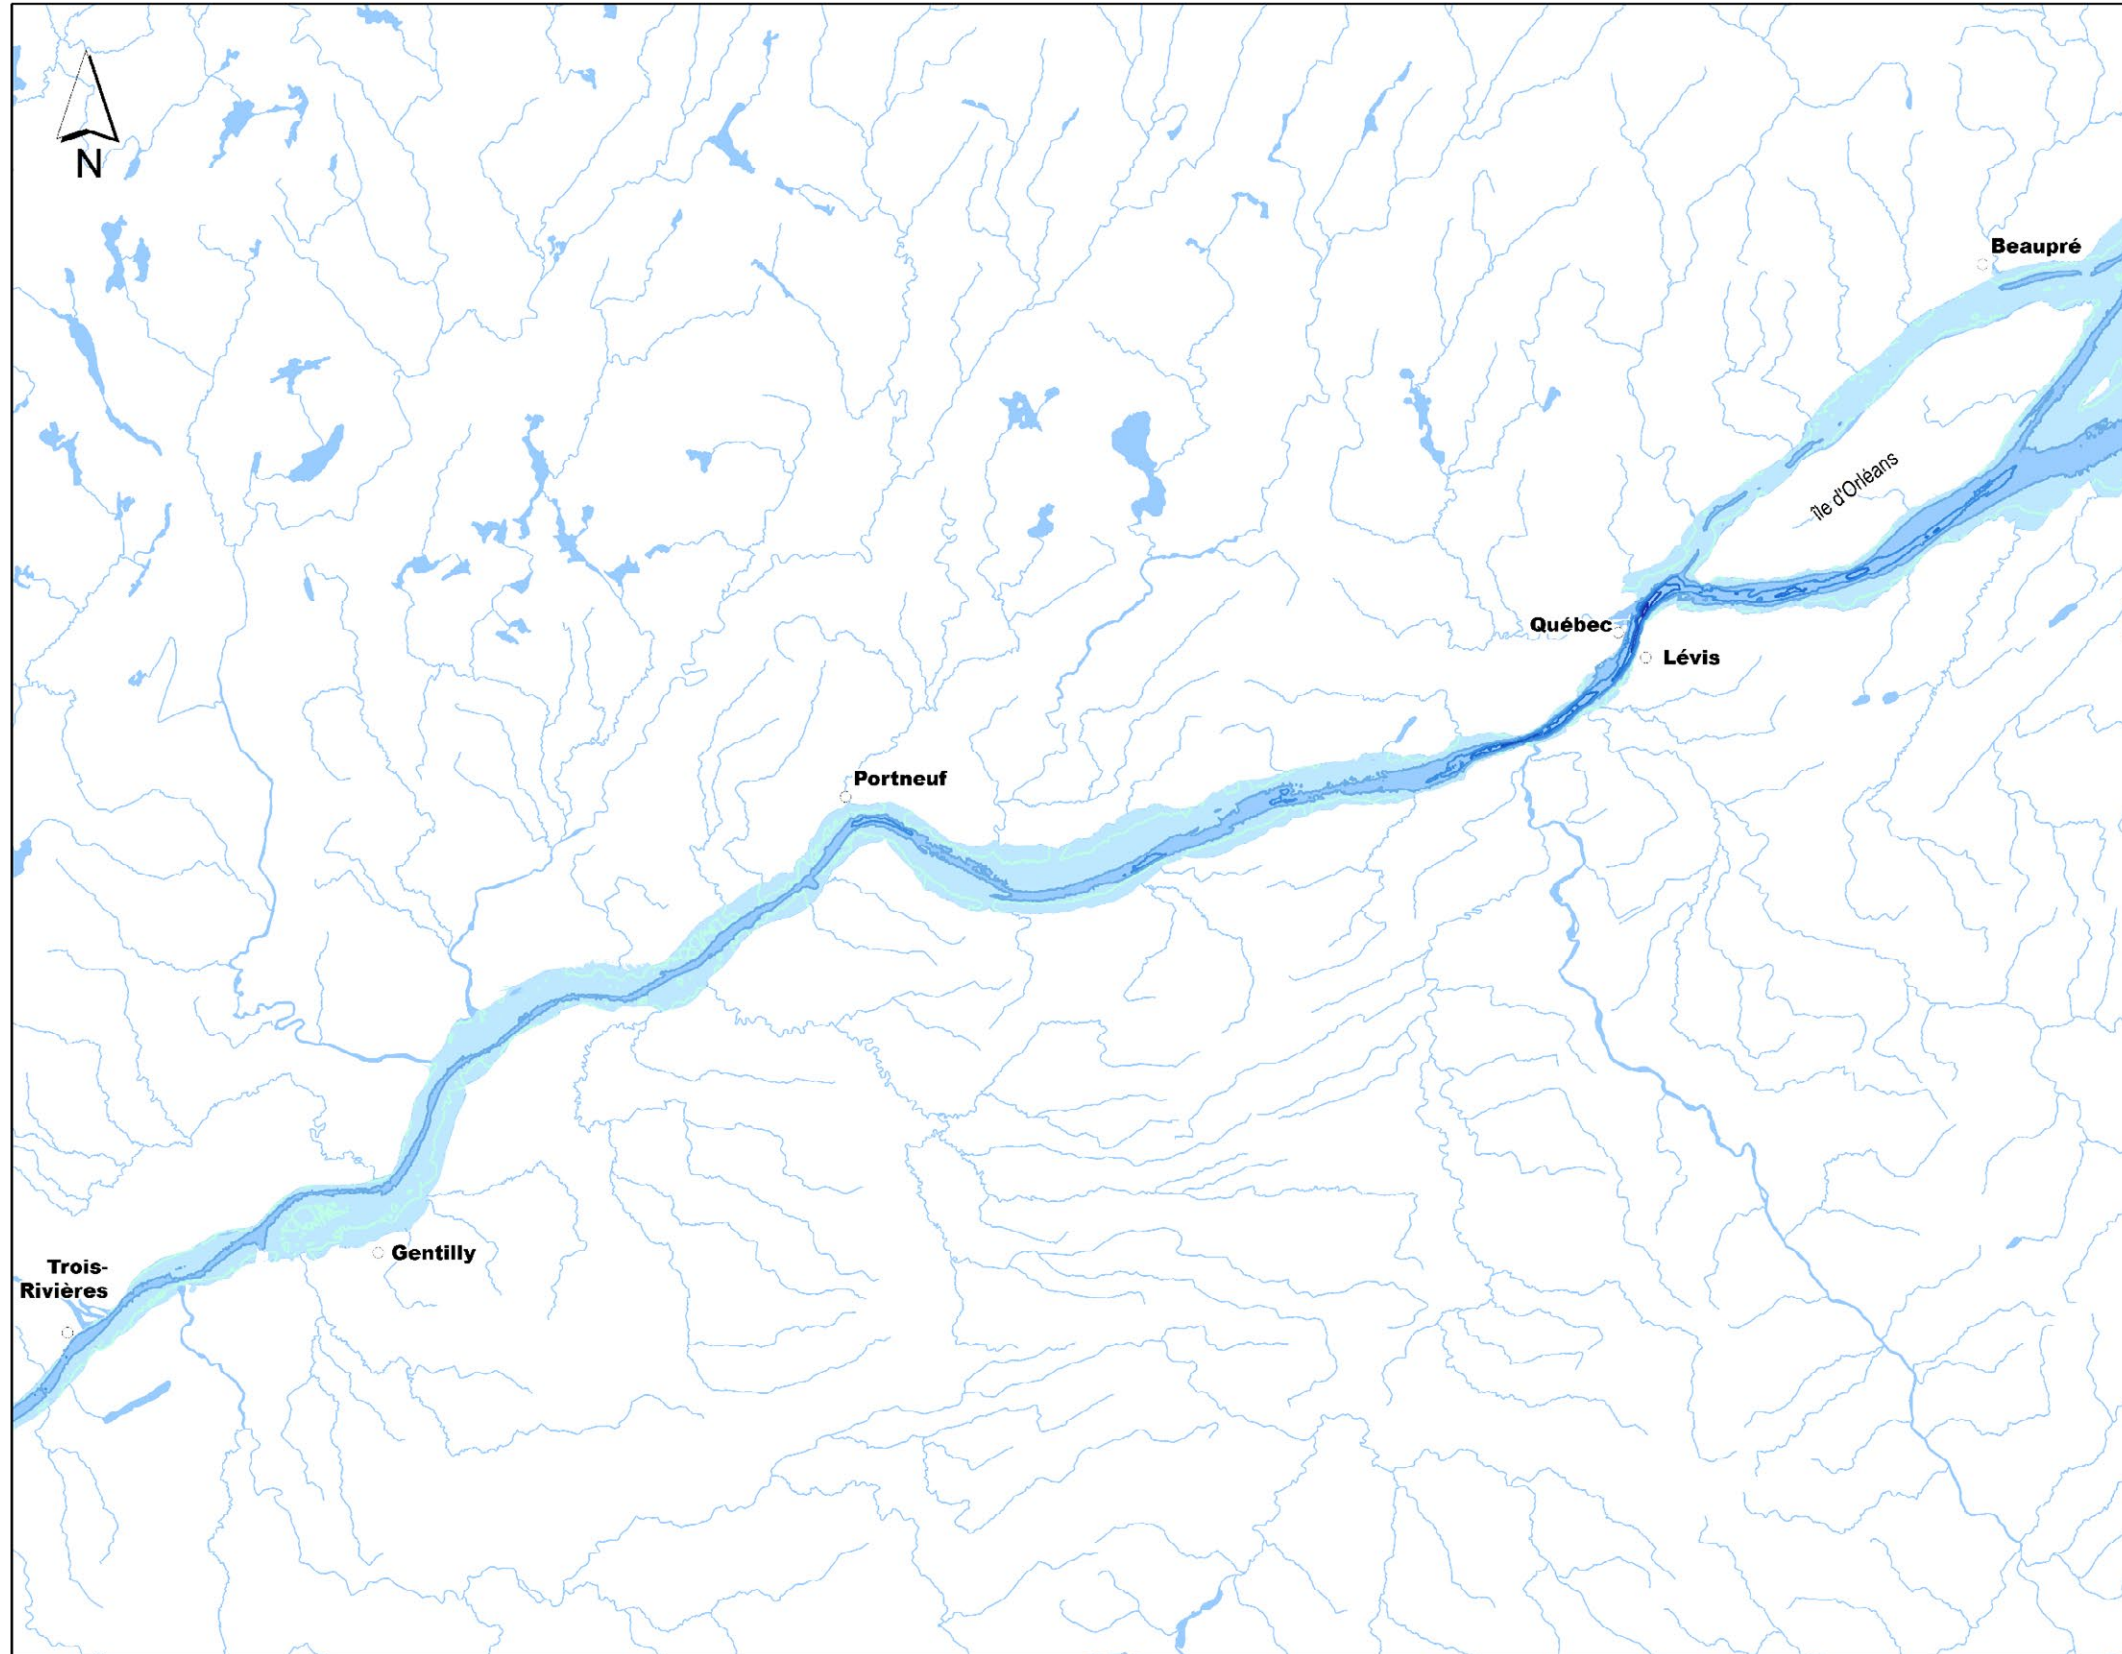 N
Beaupré
île d'Orléans
Québec
Lévis
Portneuf
Gentilly
Trois-
Rivières